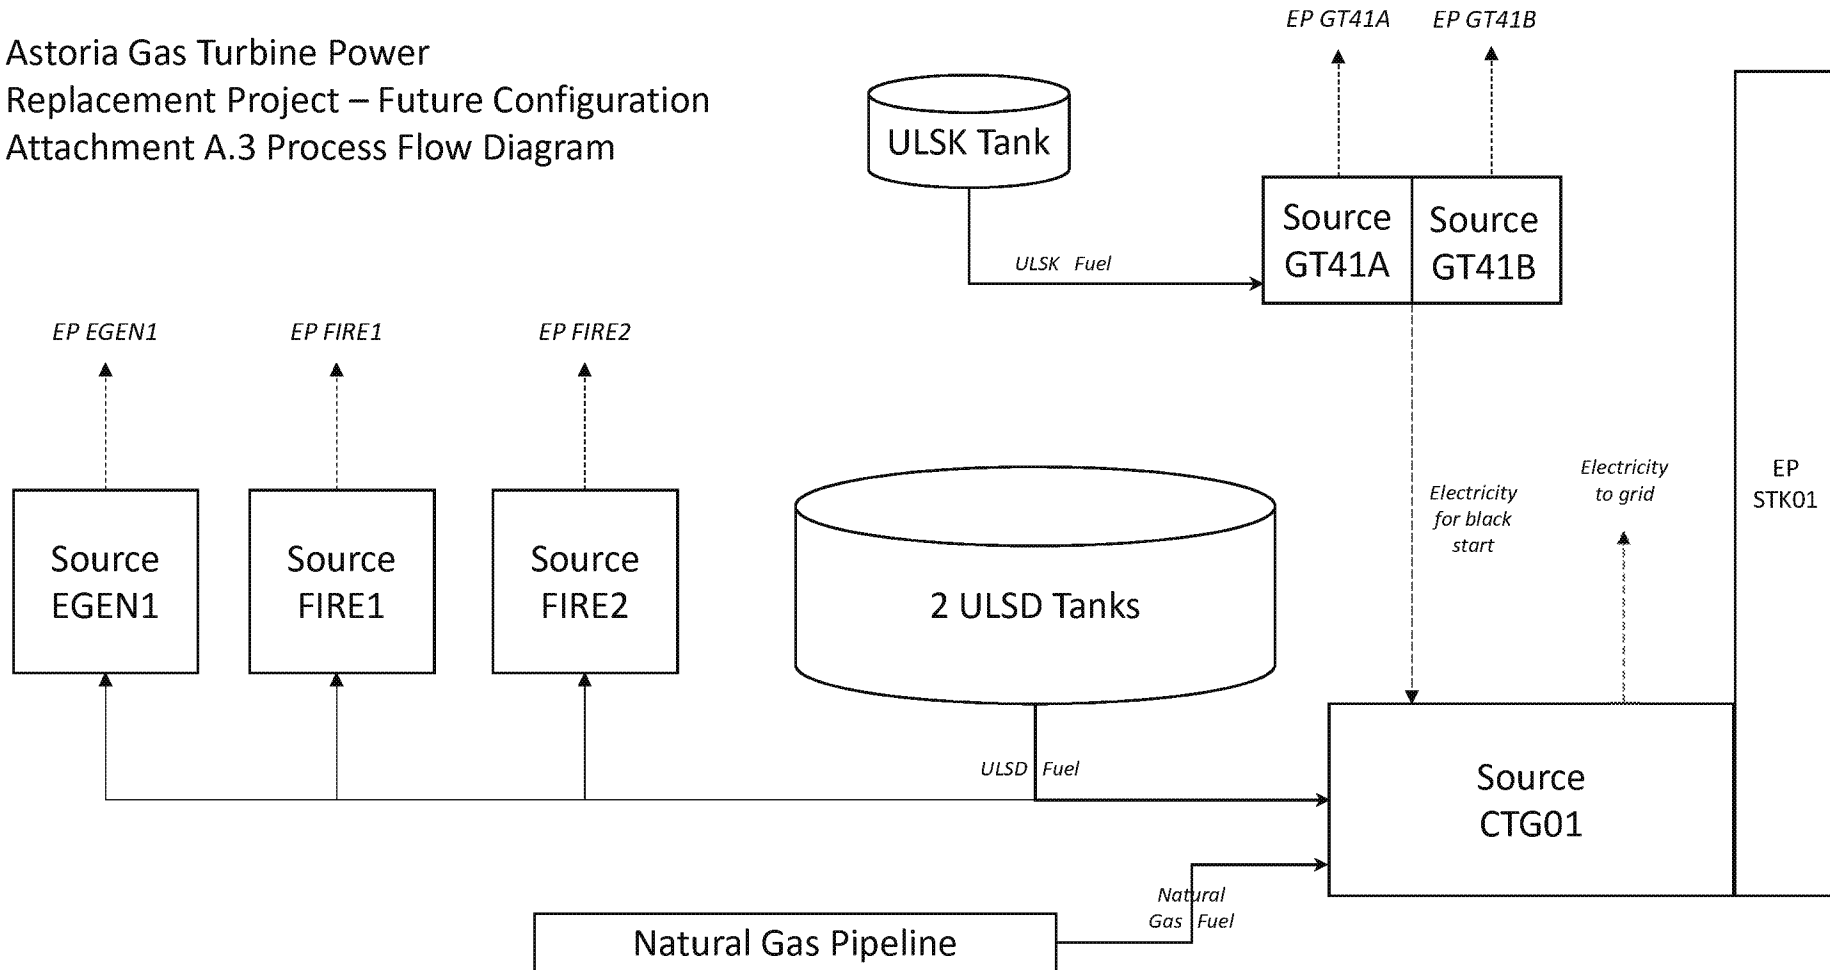 Astoria Gas Turbine Power
Replacement Project – Future Configuration
Attachment A.3 Process Flow Diagram
EP GT41A
EP GT41B
ULSK Tank
Source
GT41A
Source
GT41B
ULSK Fuel
EP EGEN1
EP FIRE1
EP FIRE2
Electricity
to grid
EP
STK01
Electricity
for black
start
Source
EGEN1
Source
FIRE1
Source
FIRE2
2 ULSD Tanks
ULSD Fuel
Source
CTG01
Natural
Gas Fuel
Natural Gas Pipeline